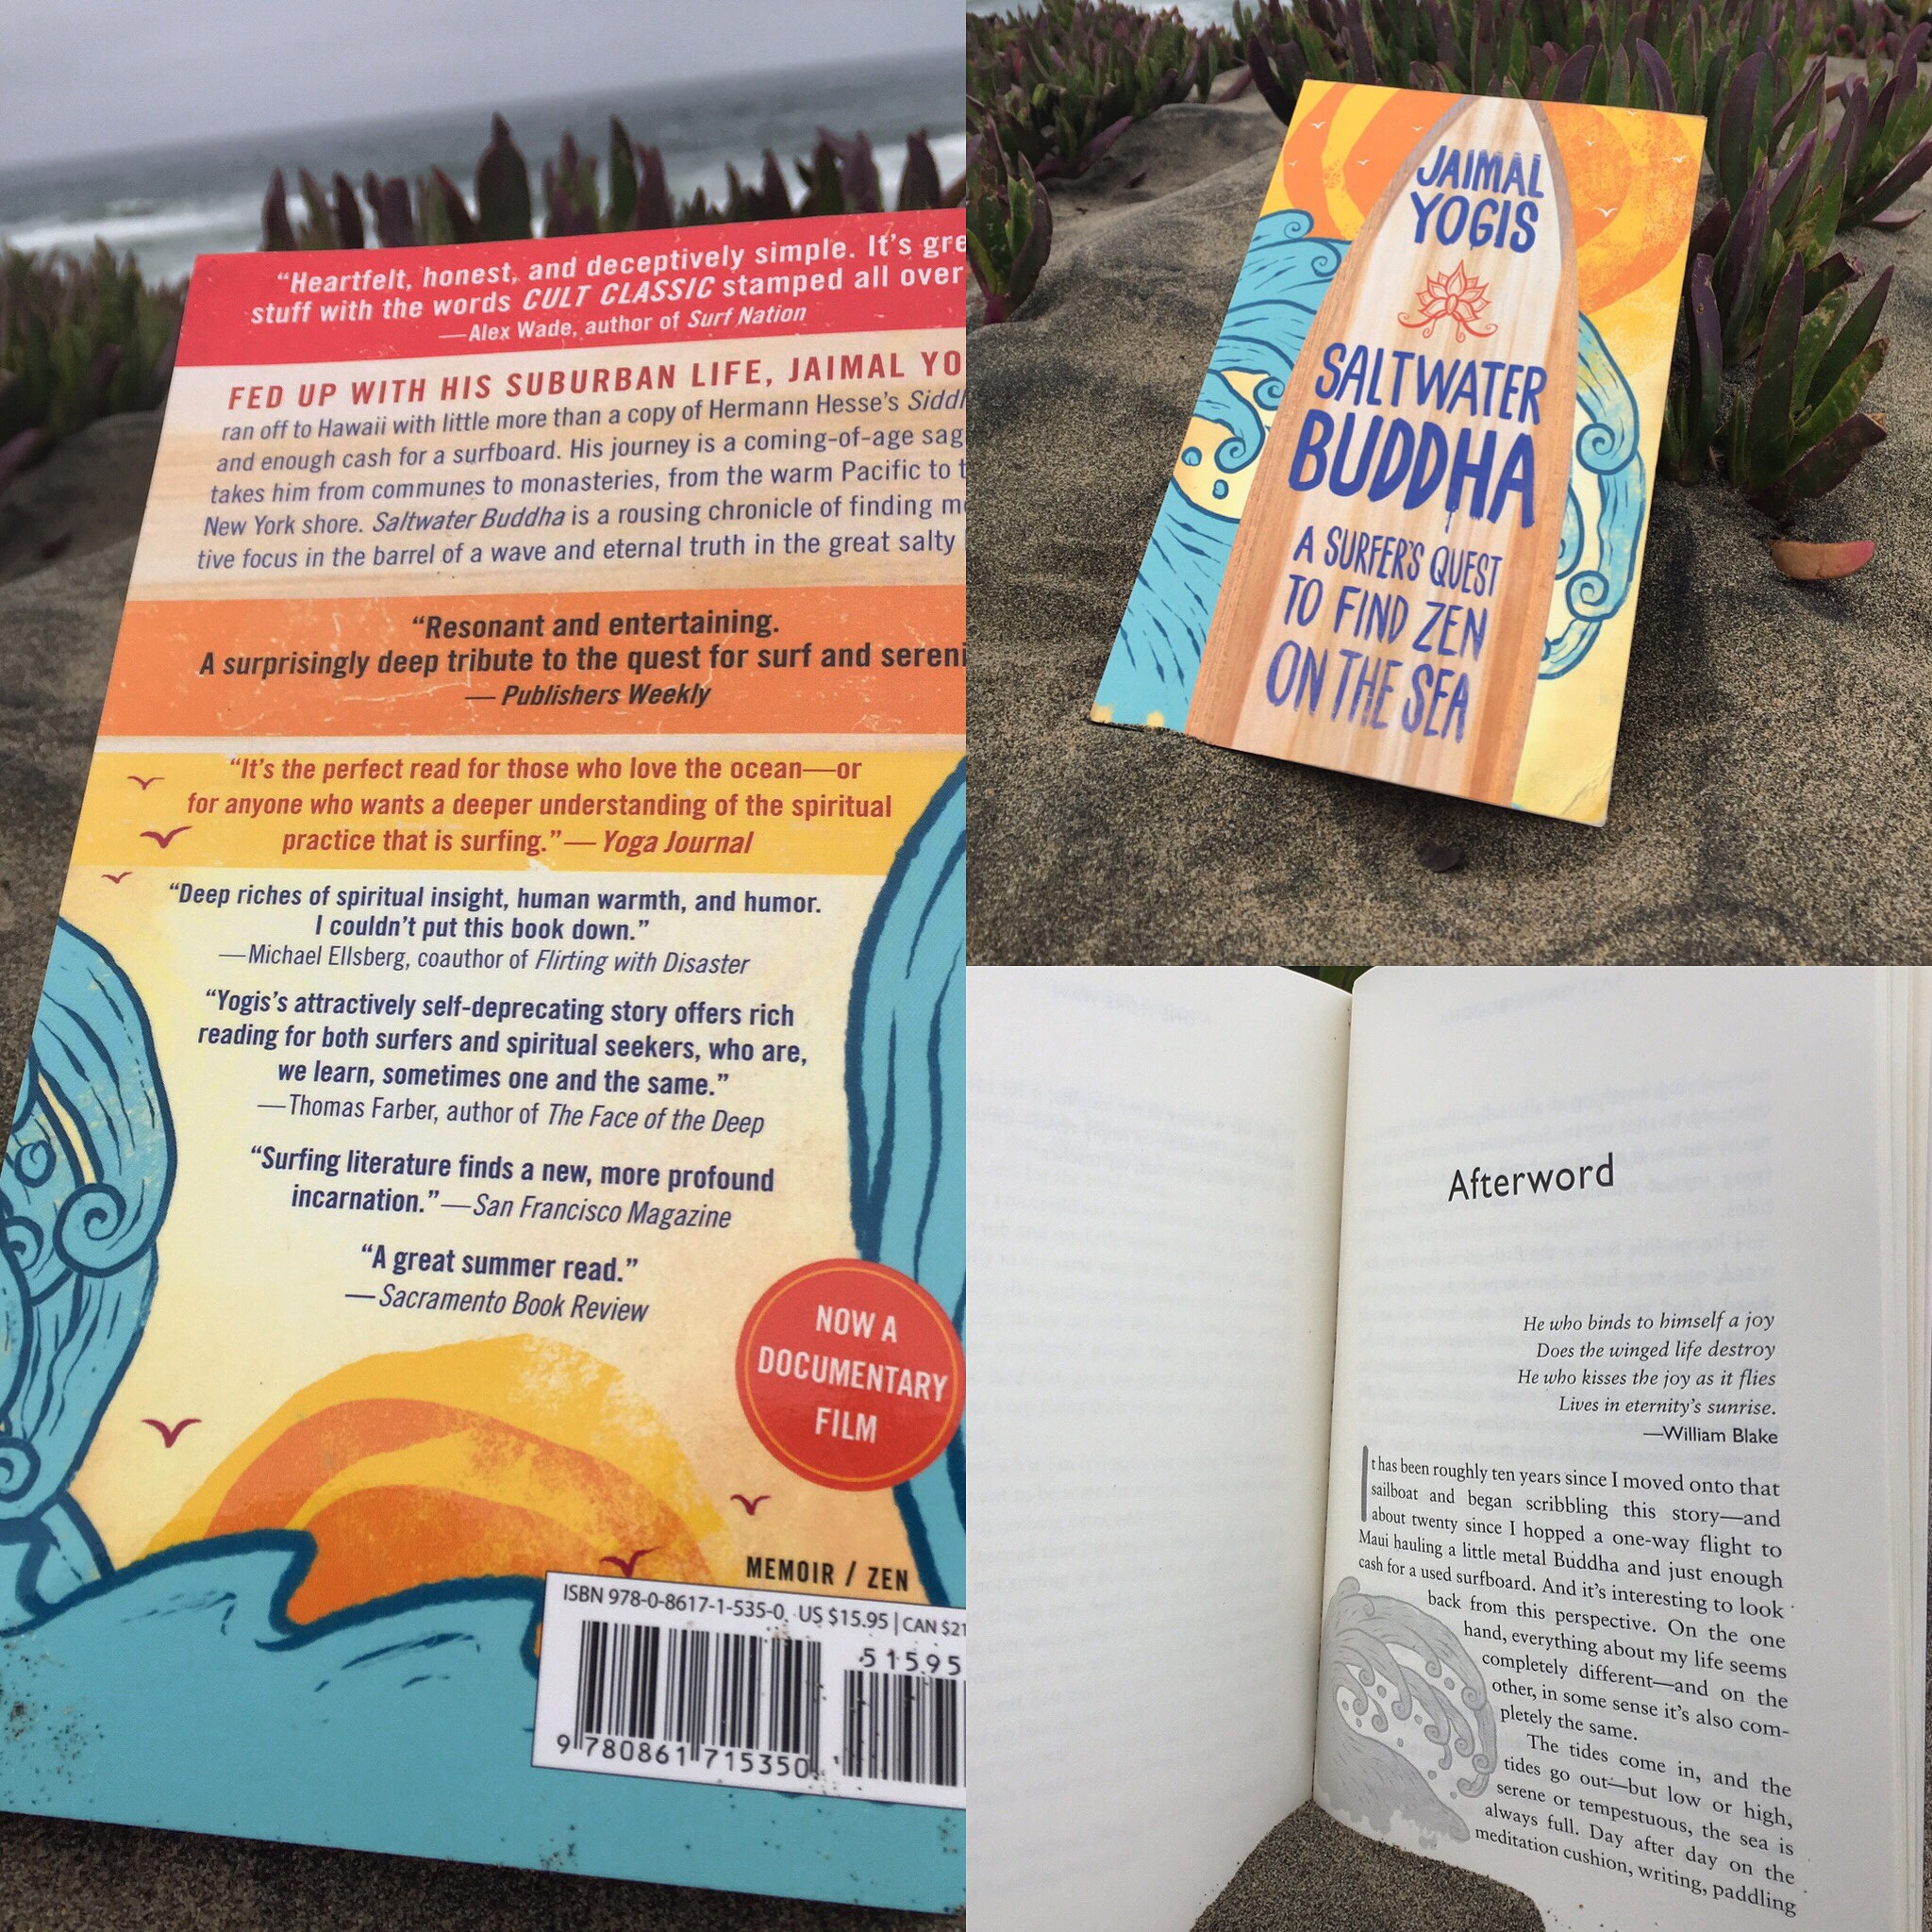 “Heartfelt, honest, and deceptively simple. It’s gre
stuff with the words CULT CLASSIC stamped all over
—Alex Wade, author of Surf Nation
FED UP WITH HIS SUBURBAN LIFE, JAIMAL YO
ran off to Hawaii with little more than a copy of Hermann Hesse’s Siddh
and enough cash for a surfboard. His journey is a coming-of-age sag
takes him from communes to monasteries, from the warm Pacific to t
New York shore. Saltwater Buddha is a rousing chronicle of finding me
tive focus in the barrel of a wave and eternal truth in the great salty
“Resonant and entertaining.
A surprisingly deep tribute to the quest for surf and sereni
— Publishers Weekly
“It’s the perfect read for those who love the ocean—or
for anyone who wants a deeper understanding of the spiritual
practice that is surfing.”— Yoga Journal
“Deep riches of spiritual insight, human warmth, and humor.
I couldn’t put this book down.”
—Michael Ellsberg, coauthor of Flirting with Disaster
“Yogis’s attractively self-deprecating story offers rich
reading for both surfers and spiritual seekers, who are,
we learn, sometimes one and the same.”
—Thomas Farber, author of The Face of the Deep
“Surfing literature finds a new, more profound
incarnation.”—San Francisco Magazine
“A great summer read.”
—Sacramento Book Review
NOW A
DOCUMENTARY
FILM
MEMOIR / ZEN
ISBN 978-0-8617-1-535-0 US $15.95 | CAN $21
51595
9 780861 715350
JAIMAL
YOGIS
SALTWATER
BUDDHA
A SURFER'S QUEST
TO FIND ZEN
ON THE SEA
Afterword
He who binds to himself a joy
Does the winged life destroy
He who kisses the joy as it flies
Lives in eternity’s sunrise.
—William Blake
It has been roughly ten years since I moved onto that
sailboat and began scribbling this story—and
about twenty since I hopped a one-way flight to
Maui hauling a little metal Buddha and just enough
cash for a used surfboard. And it’s interesting to look
back from this perspective. On the one
hand, everything about my life seems
completely different—and on the
other, in some sense it’s also com-
pletely the same.
The tides come in, and the
tides go out—but low or high,
serene or tempestuous, the sea is
always full. Day after day on the
meditation cushion, writing, paddling